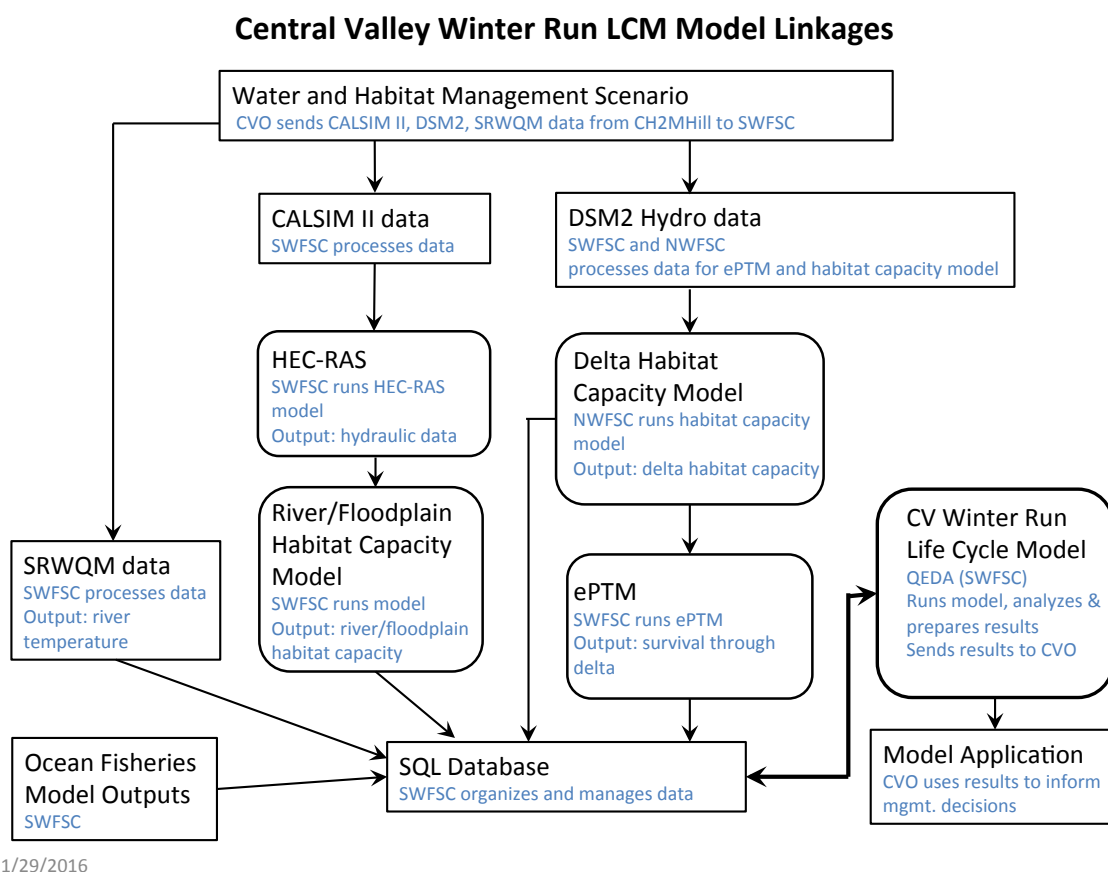 Central Valley Winter Run LCM Model Linkages
Water and Habitat Management Scenario
CVO sends CALSIM II, DSM2, SRWQM data from CH2MHill to SWFSC
CALSIM II data
SWFSC processes data
DSM2 Hydro data
SWFSC and NWFSC
processes data for ePTM and habitat capacity model
HEC-RAS
SWFSC runs HEC-RAS
model
Output: hydraulic data
Delta Habitat
Capacity Model
NWFSC runs habitat capacity
model
Output: delta habitat capacity
SRWQM data
SWFSC processes data
Output: river
temperature
River/Floodplain
Habitat Capacity
Model
SWFSC runs model
Output: river/floodplain
habitat capacity
ePTM
SWFSC runs ePTM
Output: survival through
delta
CV Winter Run
Life Cycle Model
QEDA (SWFSC)
Runs model, analyzes &
prepares results
Sends results to CVO
Ocean Fisheries
Model Outputs
SWFSC
SQL Database
SWFSC organizes and manages data
Model Application
CVO uses results to inform
mgmt. decisions
1/29/2016